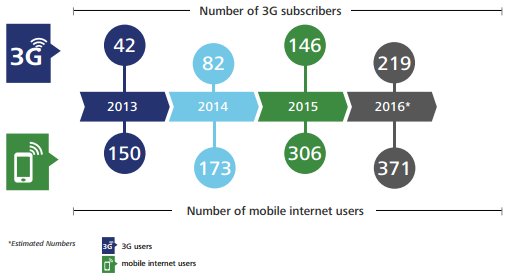 Number of 3G subscribers
3G
42
82
146
219
2013
2014
2015
2016*
150
173
306
371
Number of mobile internet users
*Estimated Numbers
3G
3G users
mobile internet users